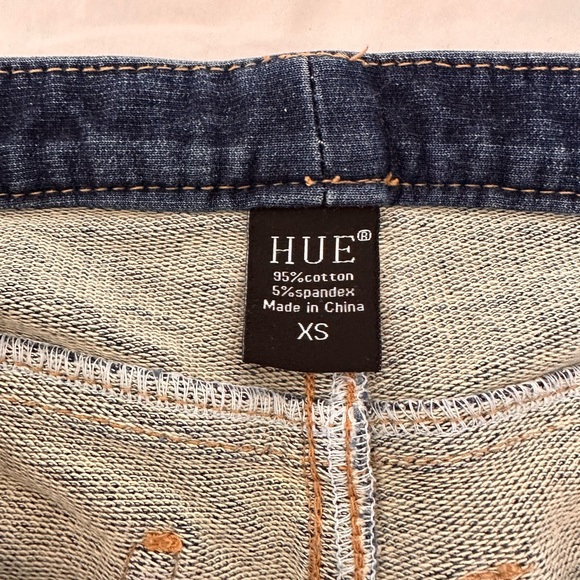 HUE®
95%cotton
5%spandex
Made in China
XS